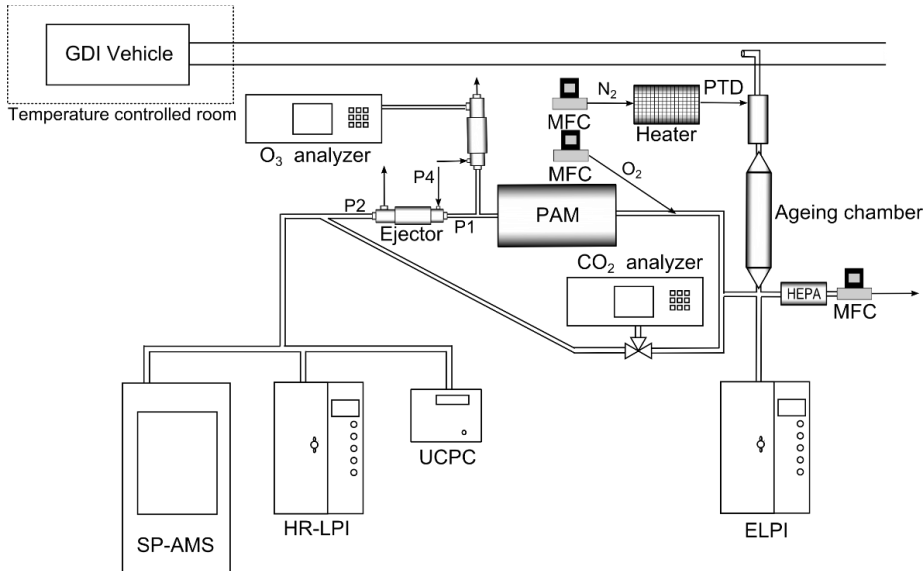 GDI Vehicle
Temperature controlled room
N₂
PTD
MFC
Heater
O₃ analyzer
MFC
O₂
P4
P2
Ejector
P1
PAM
Ageing chamber
CO₂ analyzer
HEPA
MFC
UCPC
HR-LPI
SP-AMS
ELPI